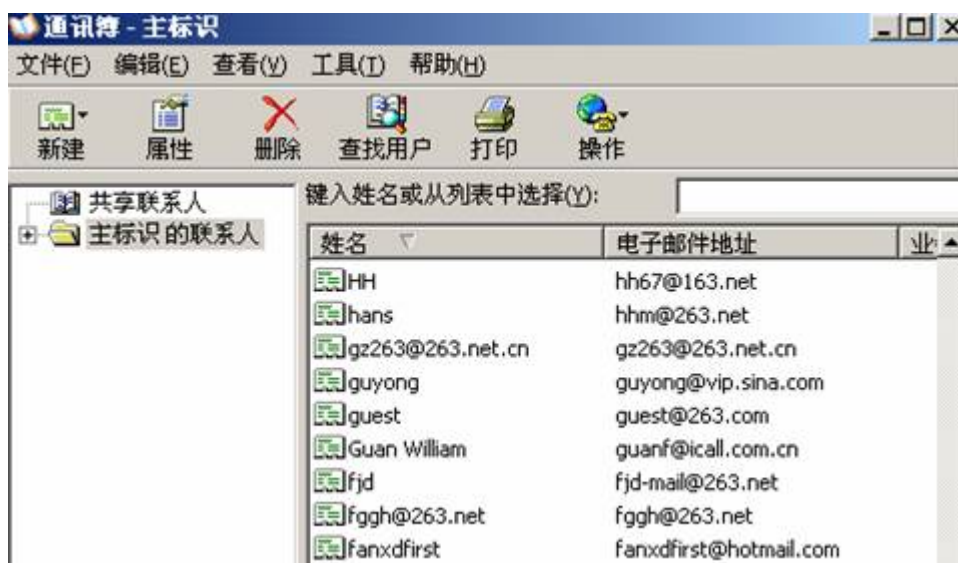 通讯簿 - 主标识
文件(F) 编辑(E) 查看(V) 工具(T) 帮助(H)
新建 属性 删除 查找用户 打印 操作
共享联系人
主标识 的联系人
键入姓名或从列表中选择(Y):
姓名 电子邮件地址 业
HH hh67@163.net
hans hhm@263.net
gz263@263.net.cn gz263@263.net.cn
guyong guyong@vip.sina.com
guest guest@263.com
Guan William guanf@icall.com.cn
fjd fjd-mail@263.net
fggh@263.net fggh@263.net
fanxdfirst fanxdfirst@hotmail.com